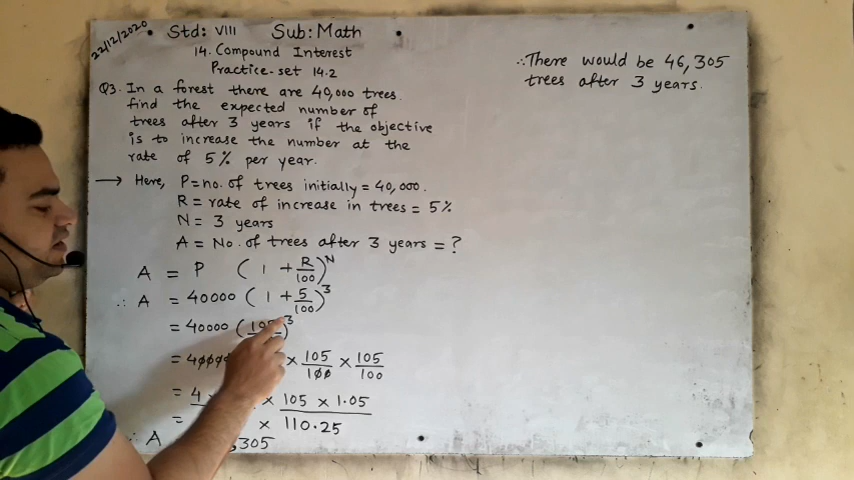 22/12/2020
Std: VIII Sub: Math
14. Compound Interest
Practice-set 14.2
Q3. In a forest there are 40,000 trees.
find the expected number of
trees after 3 years if the objective
is to increase the number at the
rate of 5% per year.
→ Here, P = no. of trees initially = 40,000.
R = rate of increase in trees = 5%
N = 3 years
A = No. of trees after 3 years = ?
A = P (1 + R/100)^N
∴ A = 40000 (1 + 5/100)^3
= 40000 ( )^3
= × 105/100 × 105/100
= 4 × × 105 × 1.05
= × 110.25
∴ A 305
∴ There would be 46,305
trees after 3 years.